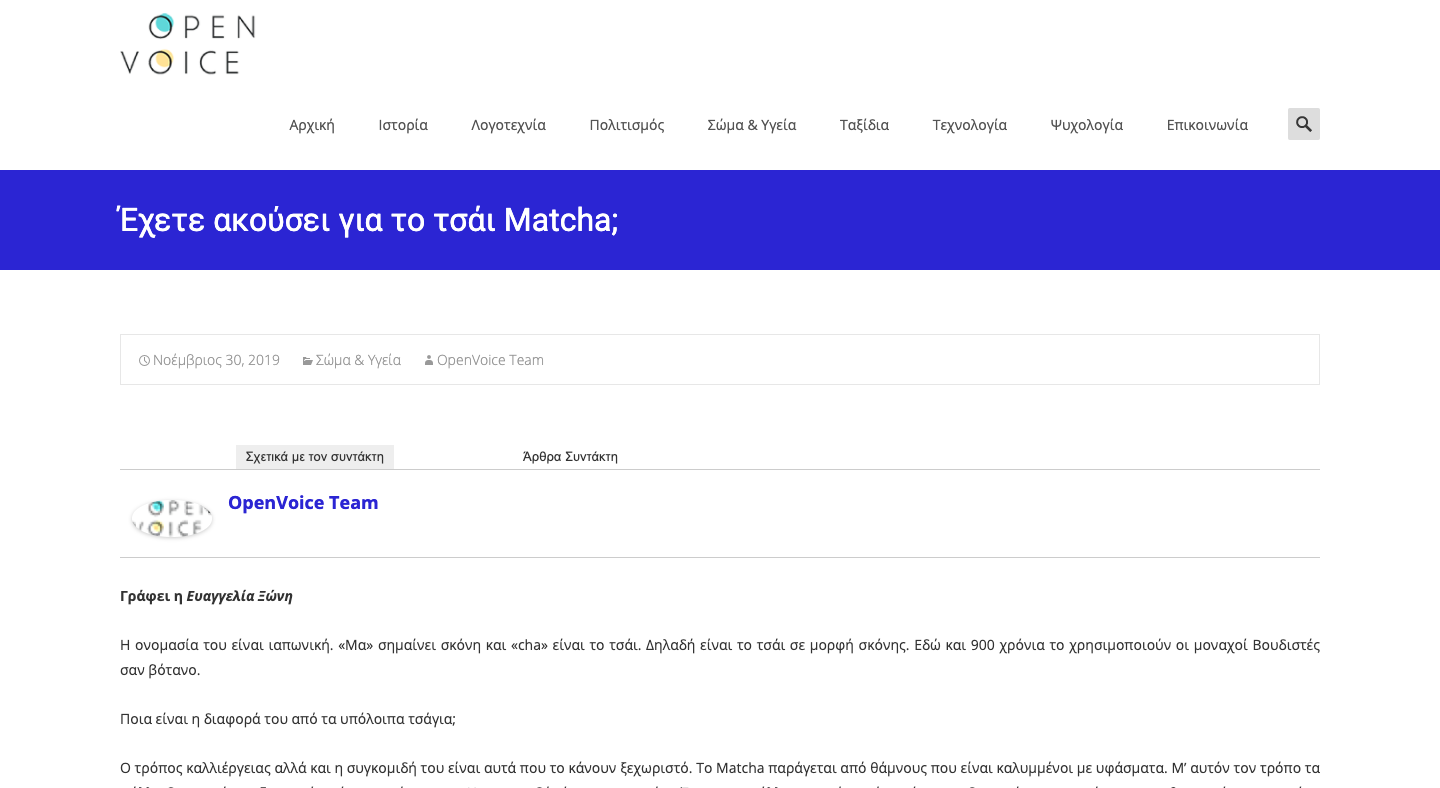 OPEN
VOICE
Αρχική Ιστορία Λογοτεχνία Πολιτισμός Σώμα & Υγεία Ταξίδια Τεχνολογία Ψυχολογία Επικοινωνία
Έχετε ακούσει για το τσάι Matcha;
Νοέμβριος 30, 2019 Σώμα & Υγεία OpenVoice Team
Σχετικά με τον συντάκτη Άρθρα Συντάκτη
OPEN
VOICE
OpenVoice Team
Γράφει η Ευαγγελία Ξώνη
Η ονομασία του είναι ιαπωνική. «Μα» σημαίνει σκόνη και «cha» είναι το τσάι. Δηλαδή είναι το τσάι σε μορφή σκόνης. Εδώ και 900 χρόνια το χρησιμοποιούν οι μοναχοί Βουδιστές
σαν βότανο.
Ποια είναι η διαφορά του από τα υπόλοιπα τσάγια;
Ο τρόπος καλλιέργειας αλλά και η συγκομιδή του είναι αυτά που το κάνουν ξεχωριστό. Το Matcha παράγεται από θάμνους που είναι καλυμμένοι με υφάσματα. Μ’ αυτόν τον τρόπο τα